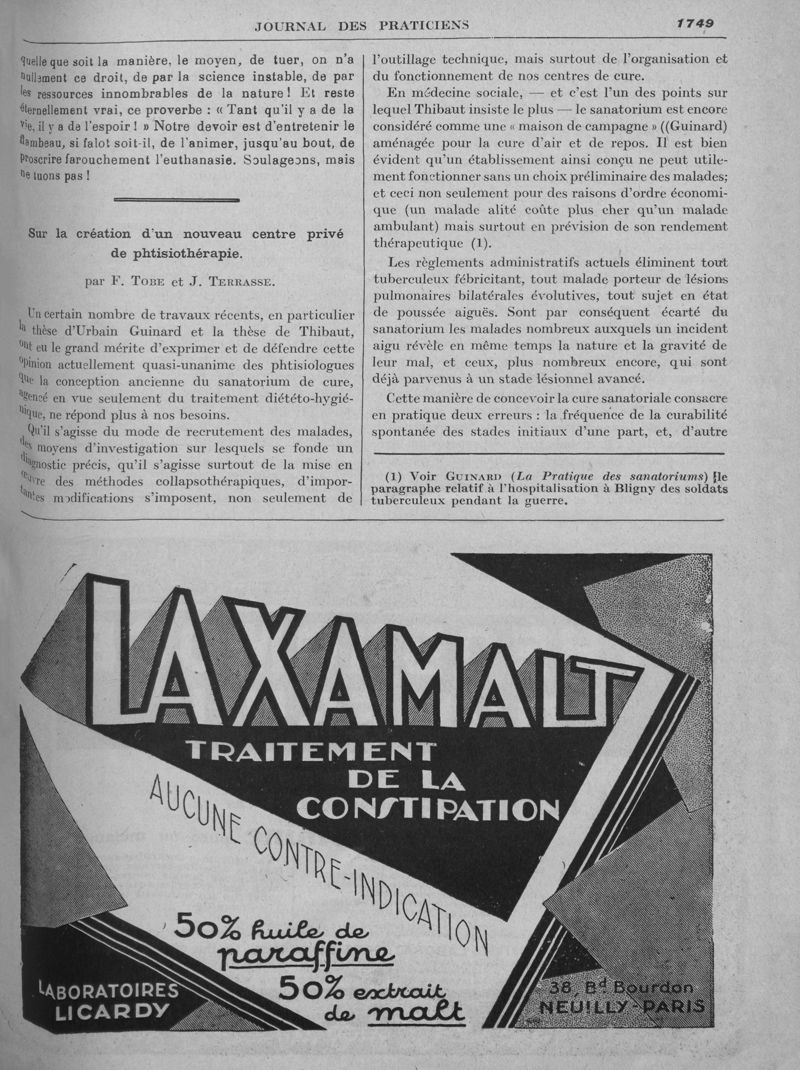 JOURNAL DES PRATICIENS
1749
quelle que soit la manière, le moyen, de tuer, on n'a
nullement ce droit, de par la science instable, de par
les ressources innombrables de la nature ! Et reste
éternellement vrai, ce proverbe : « Tant qu'il y a de la
vie, il y a de l'espoir ! » Notre devoir est d'entretenir le
flambeau, si falot soit-il, de l'animer, jusqu'au bout, de
proscrire farouchement l'euthanasie. Soulageons, mais
ne tuons pas !
Sur la création d'un nouveau centre privé
de phtisiothérapie.
par F. TOBE et J. TERRASSE.
Un certain nombre de travaux récents, en particulier
la thèse d'Urbain Guinard et la thèse de Thibaut,
ont eu le grand mérite d'exprimer et de défendre cette
opinion actuellement quasi-unanime des phtisiologues
que la conception ancienne du sanatorium de cure,
agencé en vue seulement du traitement diététo-hygié-
nique, ne répond plus à nos besoins.
Qu'il s'agisse du mode de recrutement des malades,
des moyens d'investigation sur lesquels se fonde un
diagnostic précis, qu'il s'agisse surtout de la mise en
œuvre des méthodes collapsothérapiques, d'impor-
tantes modifications s'imposent, non seulement de
l'outillage technique, mais surtout de l'organisation et
du fonctionnement de nos centres de cure.
En médecine sociale, — et c'est l'un des points sur
lequel Thibaut insiste le plus — le sanatorium est encore
considéré comme une « maison de campagne » ((Guinard)
aménagée pour la cure d'air et de repos. Il est bien
évident qu'un établissement ainsi conçu ne peut utile-
ment fonctionner sans un choix préliminaire des malades;
et ceci non seulement pour des raisons d'ordre économi-
que (un malade alité coûte plus cher qu'un malade
ambulant) mais surtout en prévision de son rendement
thérapeutique (1).
Les règlements administratifs actuels éliminent tout
tuberculeux fébricitant, tout malade porteur de lésions
pulmonaires bilatérales évolutives, tout sujet en état
de poussée aiguës. Sont par conséquent écarté du
sanatorium les malades nombreux auxquels un incident
aigu révèle en même temps la nature et la gravité de
leur mal, et ceux, plus nombreux encore, qui sont
déjà parvenus à un stade lésionnel avancé.
Cette manière de concevoir la cure sanatoriale consacre
en pratique deux erreurs : la fréquence de la curabilité
spontanée des stades initiaux d'une part, et, d'autre
(1) Voir GUINARD (La Pratique des sanatoriums) [le
paragraphe relatif à l'hospitalisation à Bligny des soldats
tuberculeux pendant la guerre.
LAXAMALT
TRAITEMENT
DE LA
CONSTIPATION
AUCUNE CONTRE-INDICATION
50% huile de
paraffine
50% extrait
de malt
LABORATOIRES
LICARDY
38, Bd Bourdon
NEUILLY-PARIS